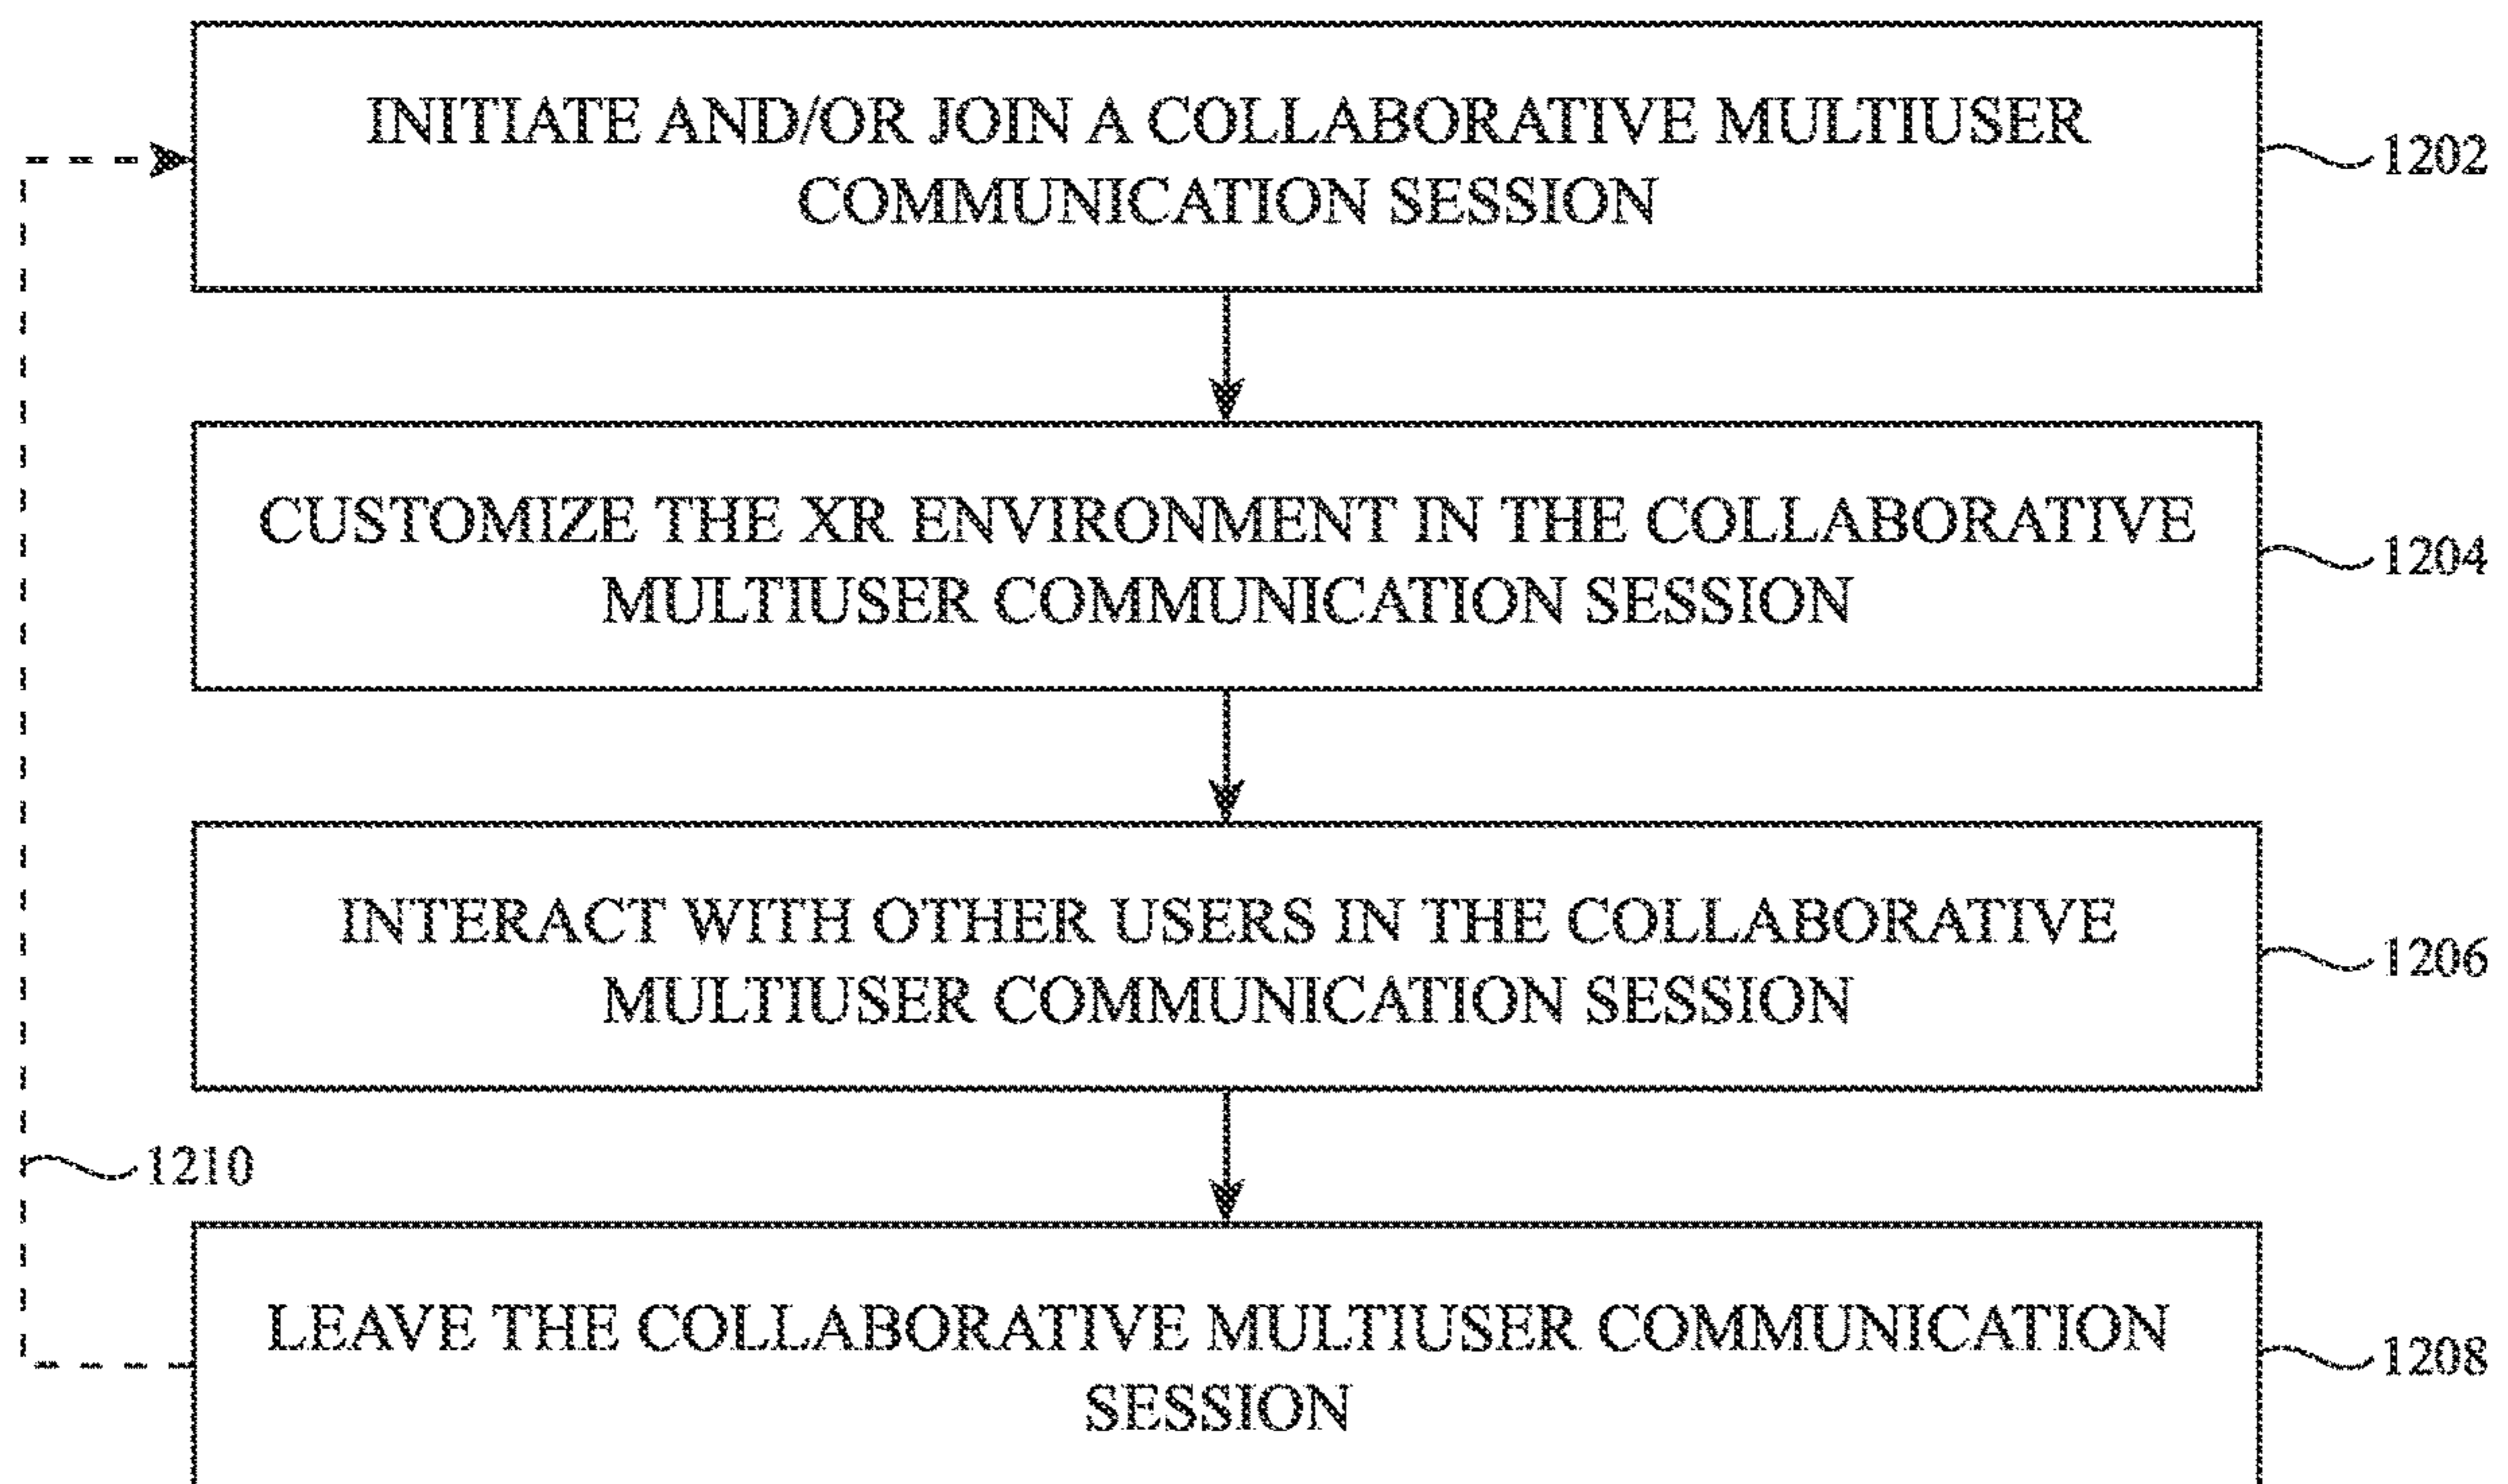 INITIATE AND/OR JOIN A COLLABORATIVE MULTIUSER
COMMUNICATION SESSION
1202
CUSTOMIZE THE XR ENVIRONMENT IN THE COLLABORATIVE
MULTIUSER COMMUNICATION SESSION
1204
INTERACT WITH OTHER USERS IN THE COLLABORATIVE
MULTIUSER COMMUNICATION SESSION
1206
1210
LEAVE THE COLLABORATIVE MULTIUSER COMMUNICATION
SESSION
1208